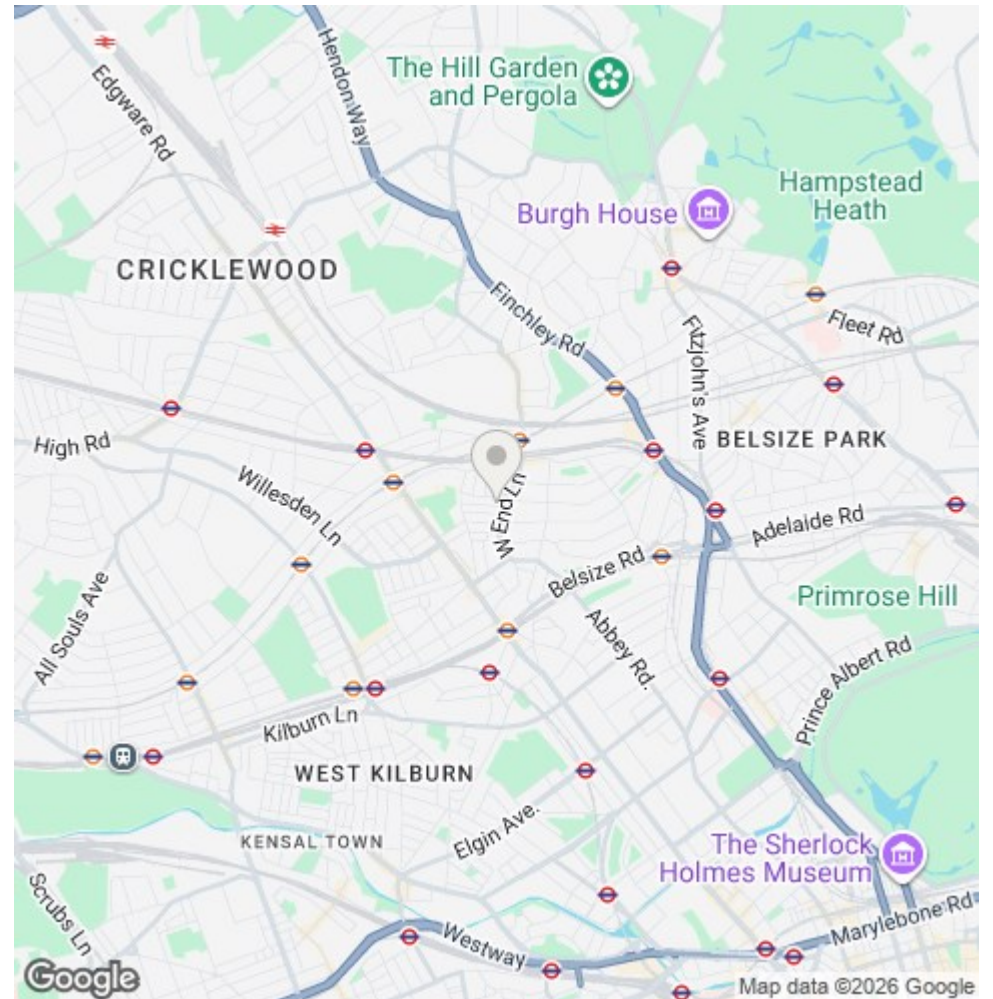 Edgware Rd
Hendon Way
The Hill Garden
and Pergola
Hampstead
Heath
Burgh House
CRICKLEWOOD
Finchley Rd
Fitzjohn's Ave
Fleet Rd
High Rd
BELSIZE PARK
Willesden Ln
W End Ln
Adelaide Rd
Belsize Rd
Primrose Hill
All Souls Ave
Abbey Rd.
Prince Albert Rd
Kilburn Ln
WEST KILBURN
Elgin Ave.
KENSAL TOWN
The Sherlock
Holmes Museum
Scrubs Ln
Westway
Marylebone Rd
Google
Map data ©2026 Google